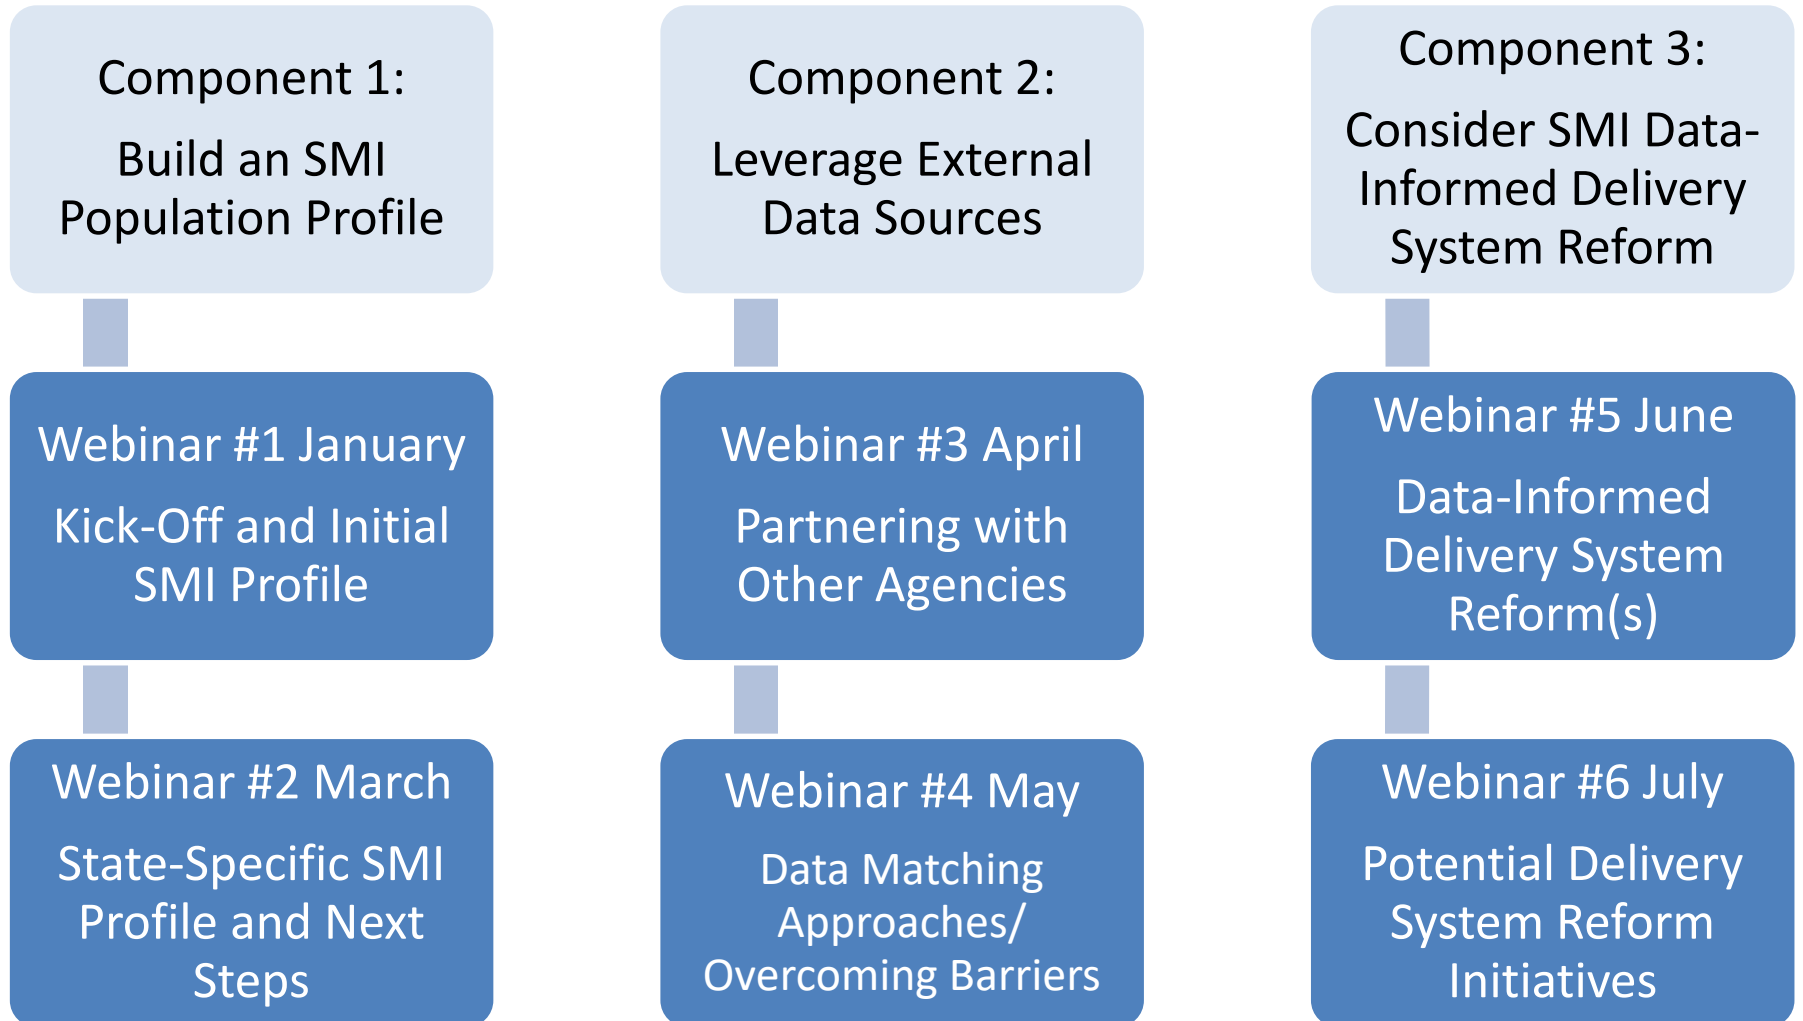 Component 1:
Build an SMI
Population Profile
Webinar #1 January
Kick-Off and Initial
SMI Profile
Webinar #2 March
State-Specific SMI
Profile and Next
Steps
Component 2:
Leverage External
Data Sources
Webinar #3 April
Partnering with
Other Agencies
Webinar #4 May
Data Matching
Approaches/
Overcoming Barriers
Component 3:
Consider SMI Data-
Informed Delivery
System Reform
Webinar #5 June
Data-Informed
Delivery System
Reform(s)
Webinar #6 July
Potential Delivery
System Reform
Initiatives